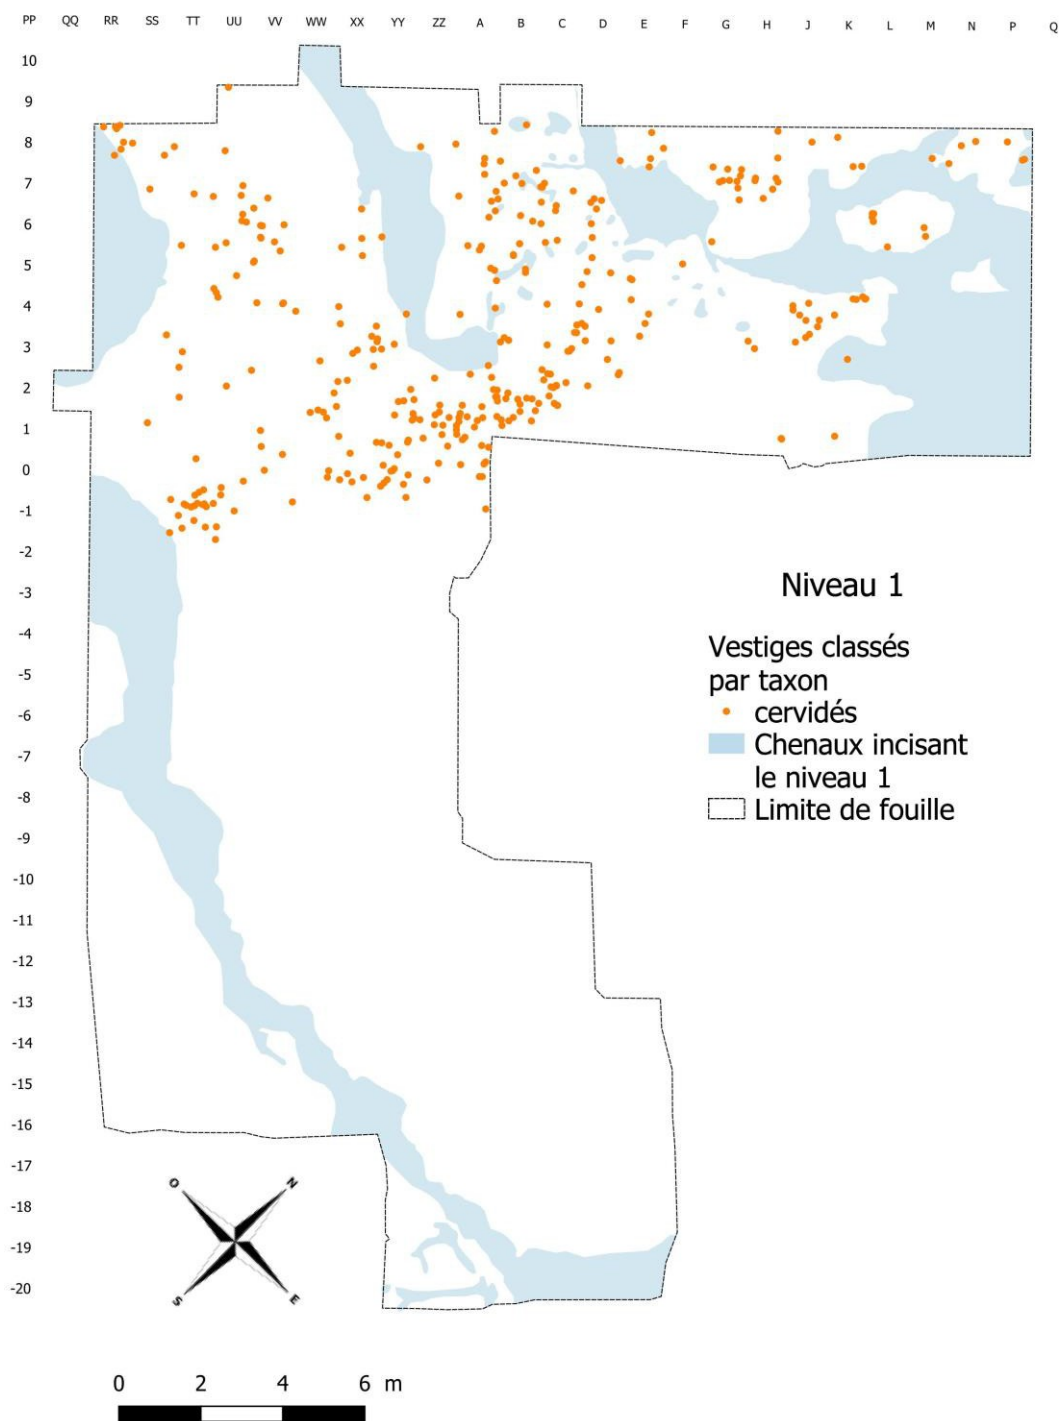 PP QQ RR SS TT UU VV WW XX YY ZZ A B C D E F G H J K L M N P Q
10
9
8
7
6
5
4
3
2
1
0
-1
-2
-3
-4
-5
-6
-7
-8
-9
-10
-11
-12
-13
-14
-15
-16
-17
-18
-19
-20
Niveau 1
Vestiges classés
par taxon
cervidés
Chenaux incisant
le niveau 1
Limite de fouille
O N
S E
0 2 4 6 m